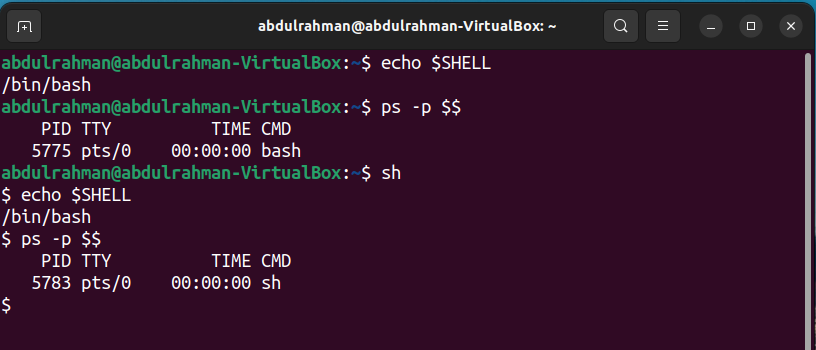 abdulrahman@abdulrahman-VirtualBox: ~
abdulrahman@abdulrahman-VirtualBox:~$ echo $SHELL
/bin/bash
abdulrahman@abdulrahman-VirtualBox:~$ ps -p $$
    PID TTY          TIME CMD
   5775 pts/0    00:00:00 bash
abdulrahman@abdulrahman-VirtualBox:~$ sh
$ echo $SHELL
/bin/bash
$ ps -p $$
    PID TTY          TIME CMD
   5783 pts/0    00:00:00 sh
$